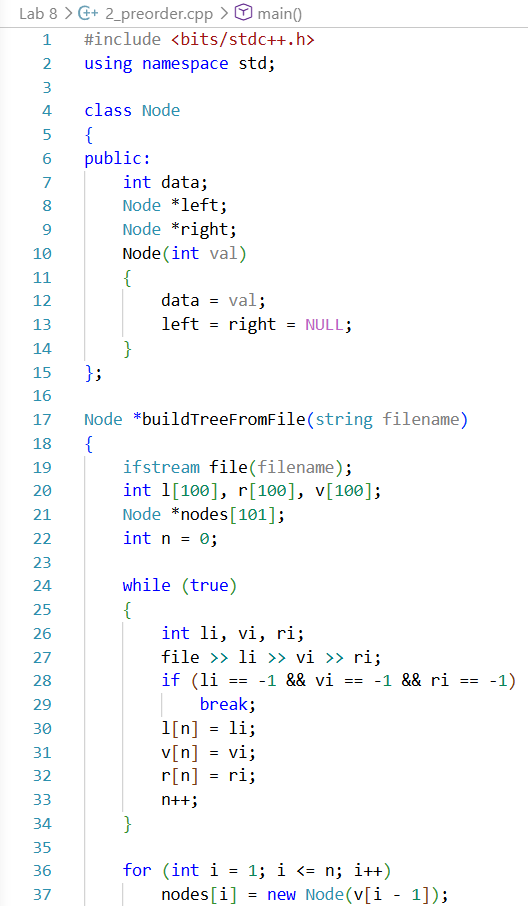 Lab 8 > C++ 2_preorder.cpp > main()
1 #include <bits/stdc++.h>
2 using namespace std;
3
4 class Node
5 {
6 public:
7     int data;
8     Node *left;
9     Node *right;
10     Node(int val)
11     {
12         data = val;
13         left = right = NULL;
14     }
15 };
16
17 Node *buildTreeFromFile(string filename)
18 {
19     ifstream file(filename);
20     int l[100], r[100], v[100];
21     Node *nodes[101];
22     int n = 0;
23
24     while (true)
25     {
26         int li, vi, ri;
27         file >> li >> vi >> ri;
28         if (li == -1 && vi == -1 && ri == -1)
29             break;
30         l[n] = li;
31         v[n] = vi;
32         r[n] = ri;
33         n++;
34     }
35
36     for (int i = 1; i <= n; i++)
37         nodes[i] = new Node(v[i - 1]);